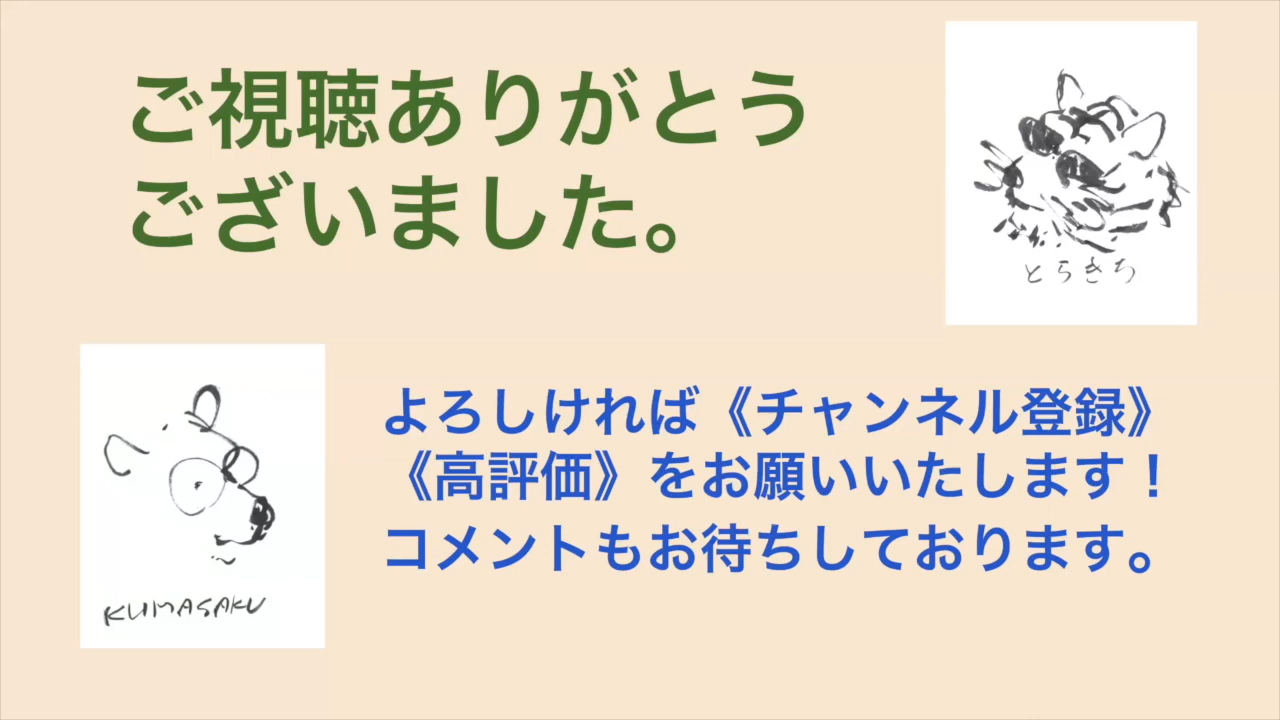 ご視聴ありがとう
ございました。
とらきち
よろしければ《チャンネル登録》
《高評価》をお願いいたします！
コメントもお待ちしております。
KUMASAKU